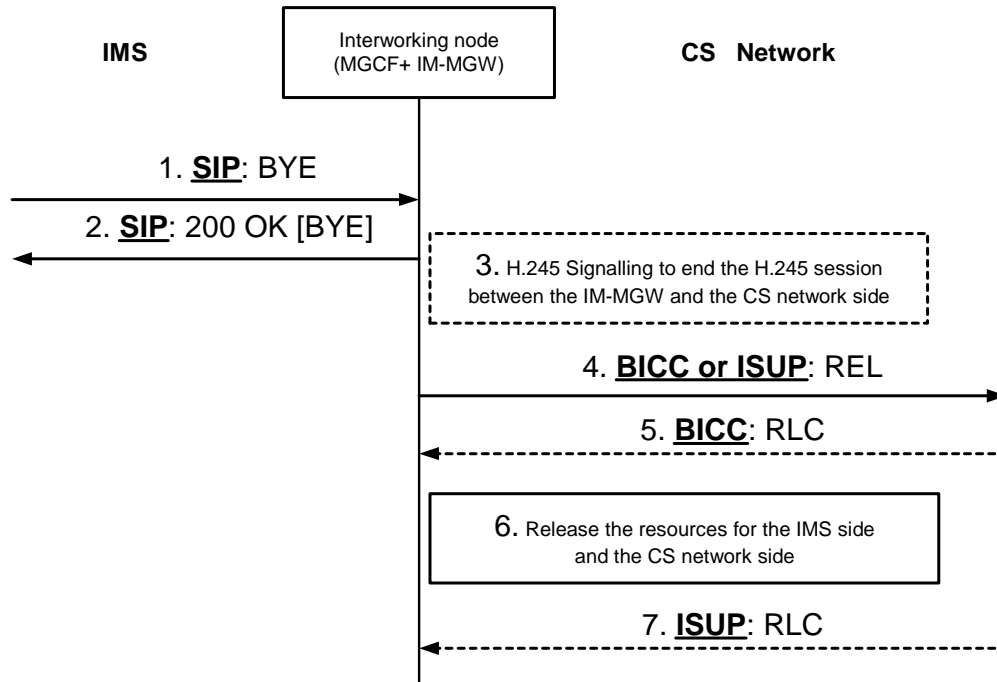 IMS
Interworking node
(MGCF+ IM-MGW)
CS Network
1. SIP: BYE
2. SIP: 200 OK [BYE]
3. H.245 Signalling to end the H.245 session
between the IM-MGW and the CS network side
4. BICC or ISUP: REL
5. BICC: RLC
6. Release the resources for the IMS side
and the CS network side
7. ISUP: RLC